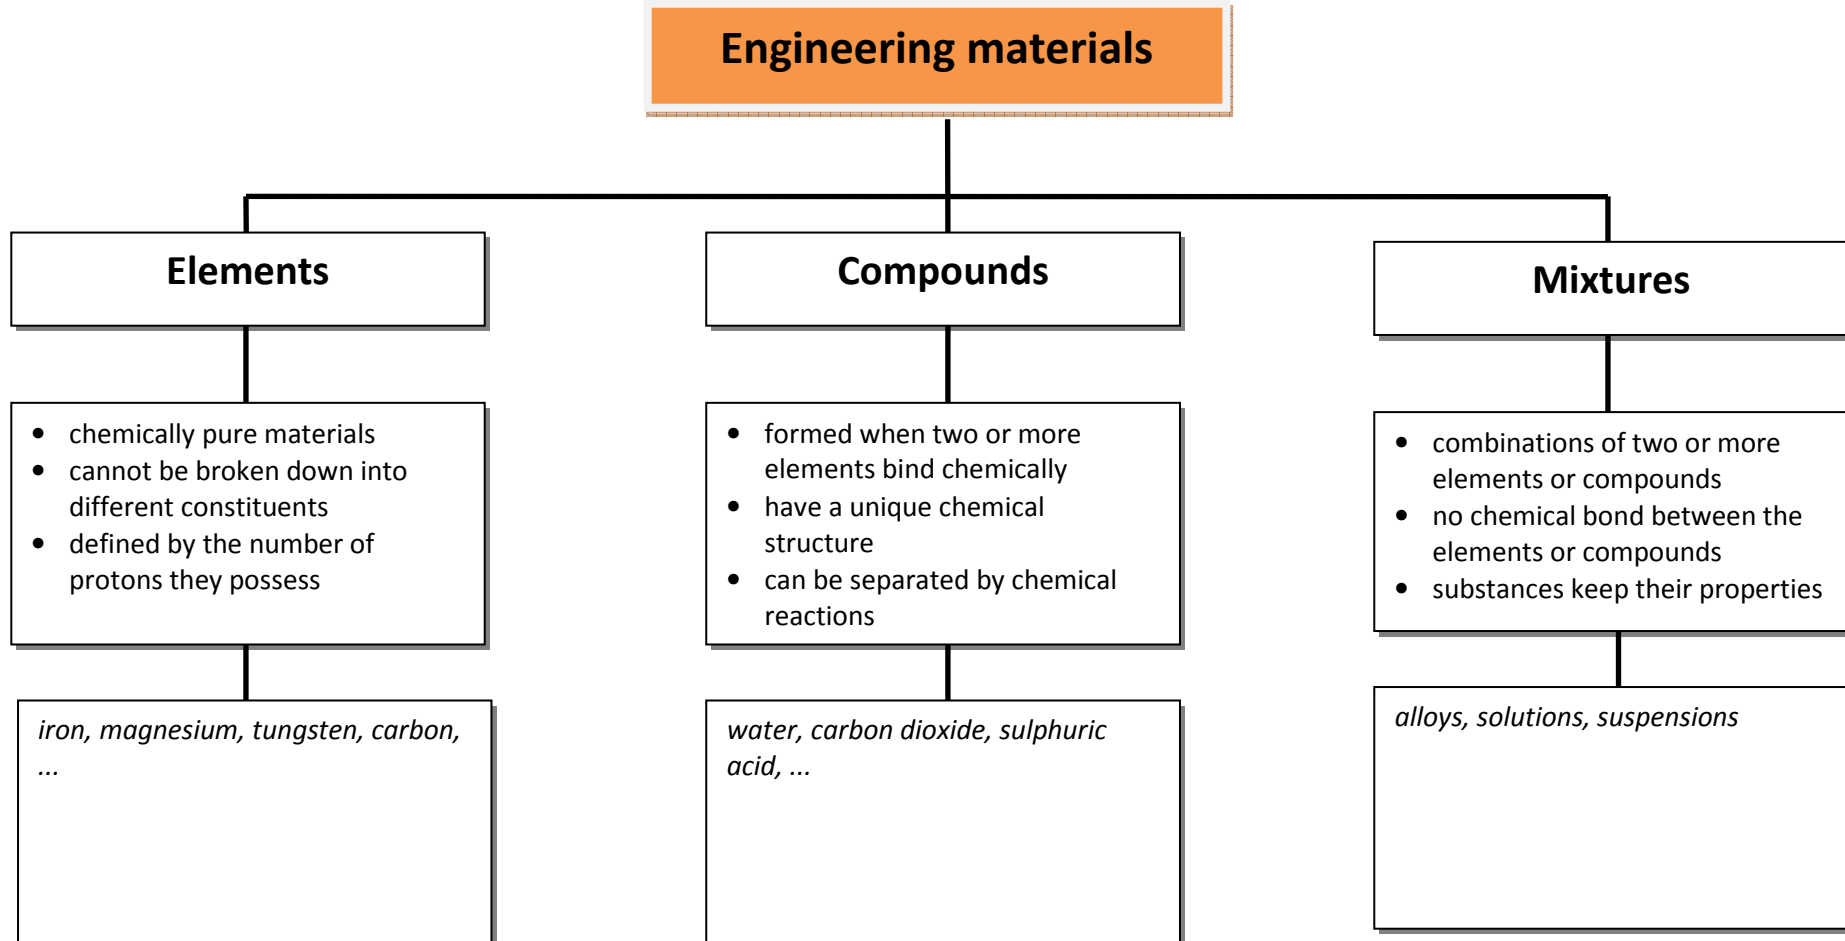 Engineering materials
Elements
Compounds
Mixtures
• chemically pure materials
• cannot be broken down into
different constituents
• defined by the number of
protons they possess
• formed when two or more
elements bind chemically
• have a unique chemical
structure
• can be separated by chemical
reactions
• combinations of two or more
elements or compounds
• no chemical bond between the
elements or compounds
• substances keep their properties
iron, magnesium, tungsten, carbon,
...
water, carbon dioxide, sulphuric
acid, ...
alloys, solutions, suspensions